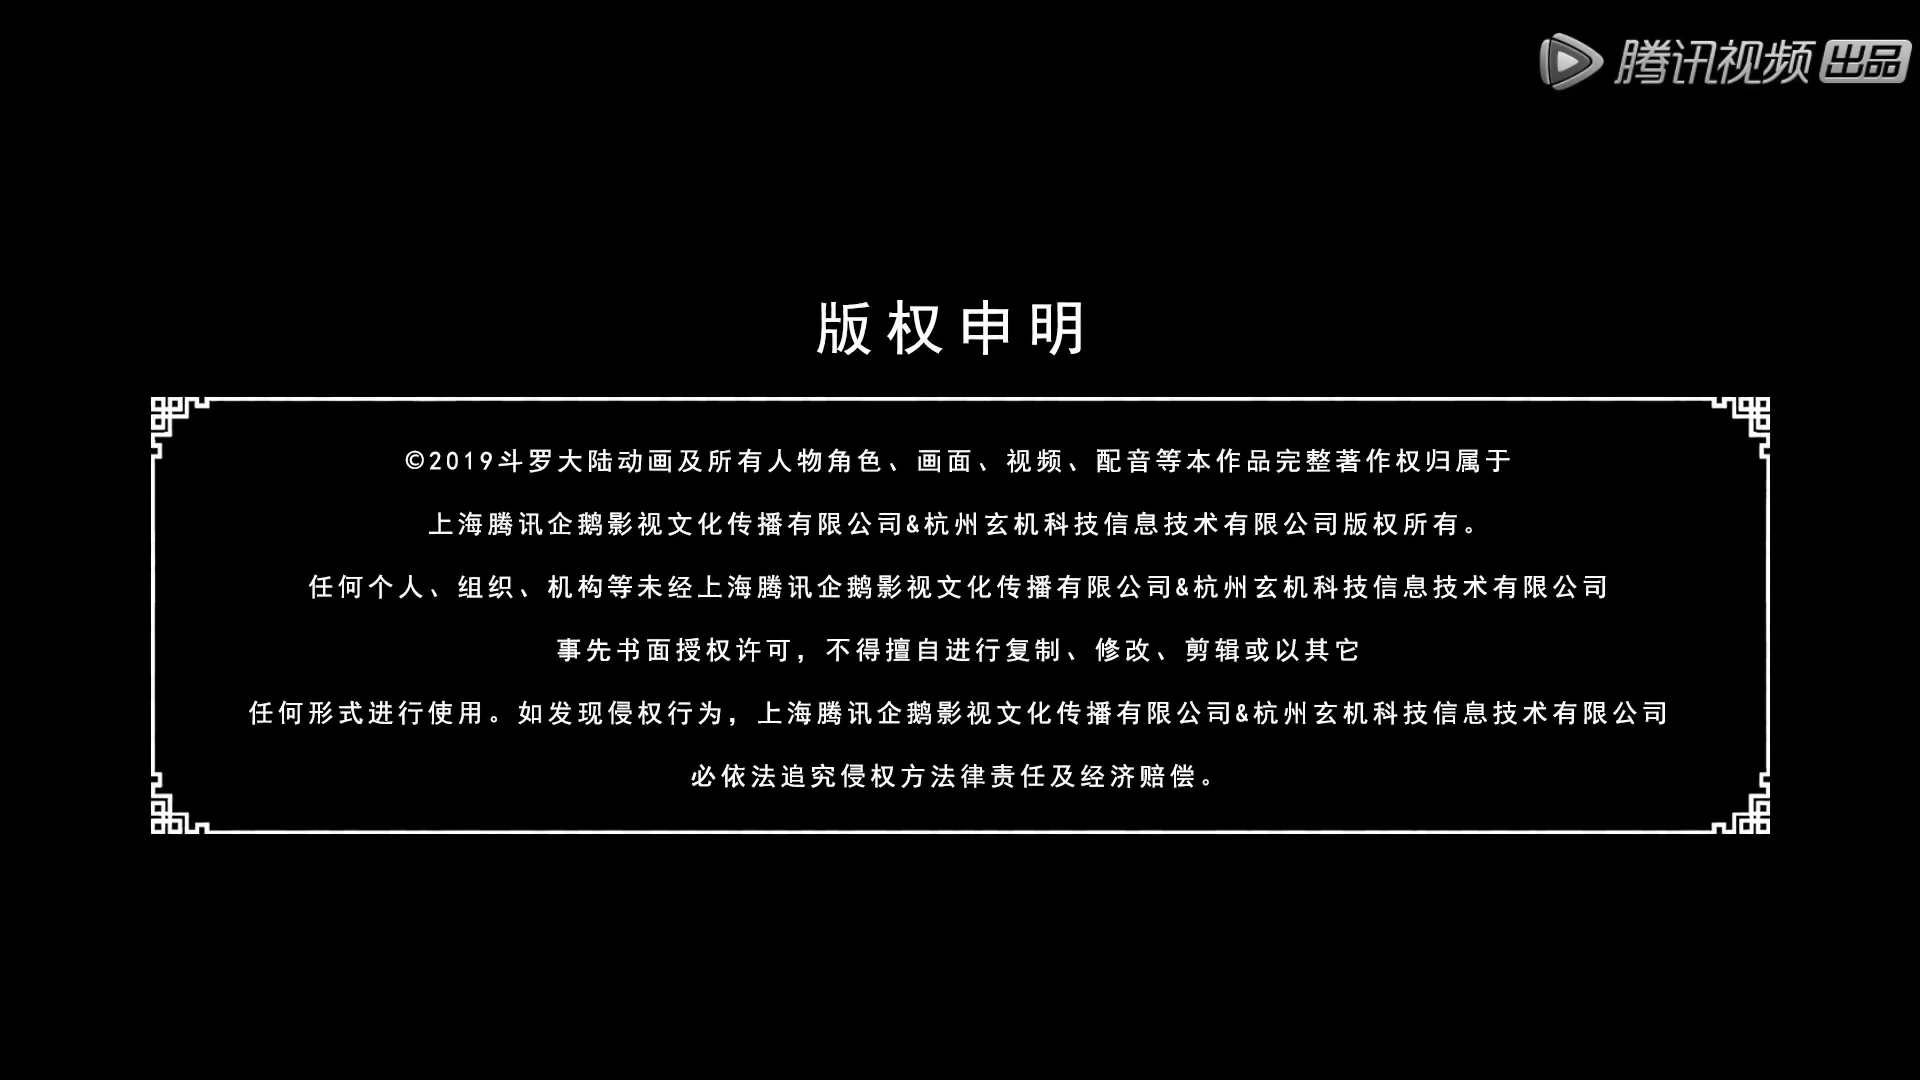 腾讯视频 出品
版权申明
©2019斗罗大陆动画及所有人物角色、画面、视频、配音等本作品完整著作权归属于
上海腾讯企鹅影视文化传播有限公司&杭州玄机科技信息技术有限公司版权所有。
任何个人、组织、机构等未经上海腾讯企鹅影视文化传播有限公司&杭州玄机科技信息技术有限公司
事先书面授权许可，不得擅自进行复制、修改、剪辑或以其它
任何形式进行使用。如发现侵权行为，上海腾讯企鹅影视文化传播有限公司&杭州玄机科技信息技术有限公司
必依法追究侵权方法律责任及经济赔偿。